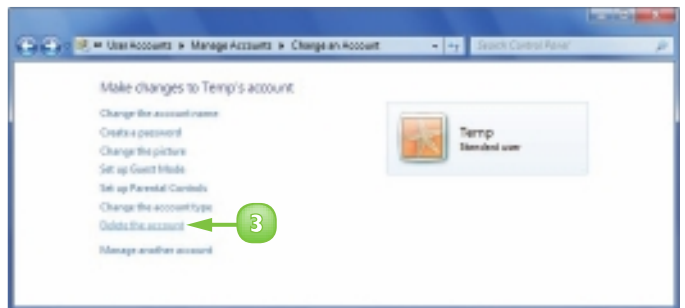 « User Accounts ▸ Manage Accounts ▸ Change an Account
Search Control Panel
Make changes to Temp's account
Change the account name
Create a password
Change the picture
Set up Guest Mode
Set up Parental Controls
Change the account type
Delete the account
3
Manage another account
Temp
Standard user